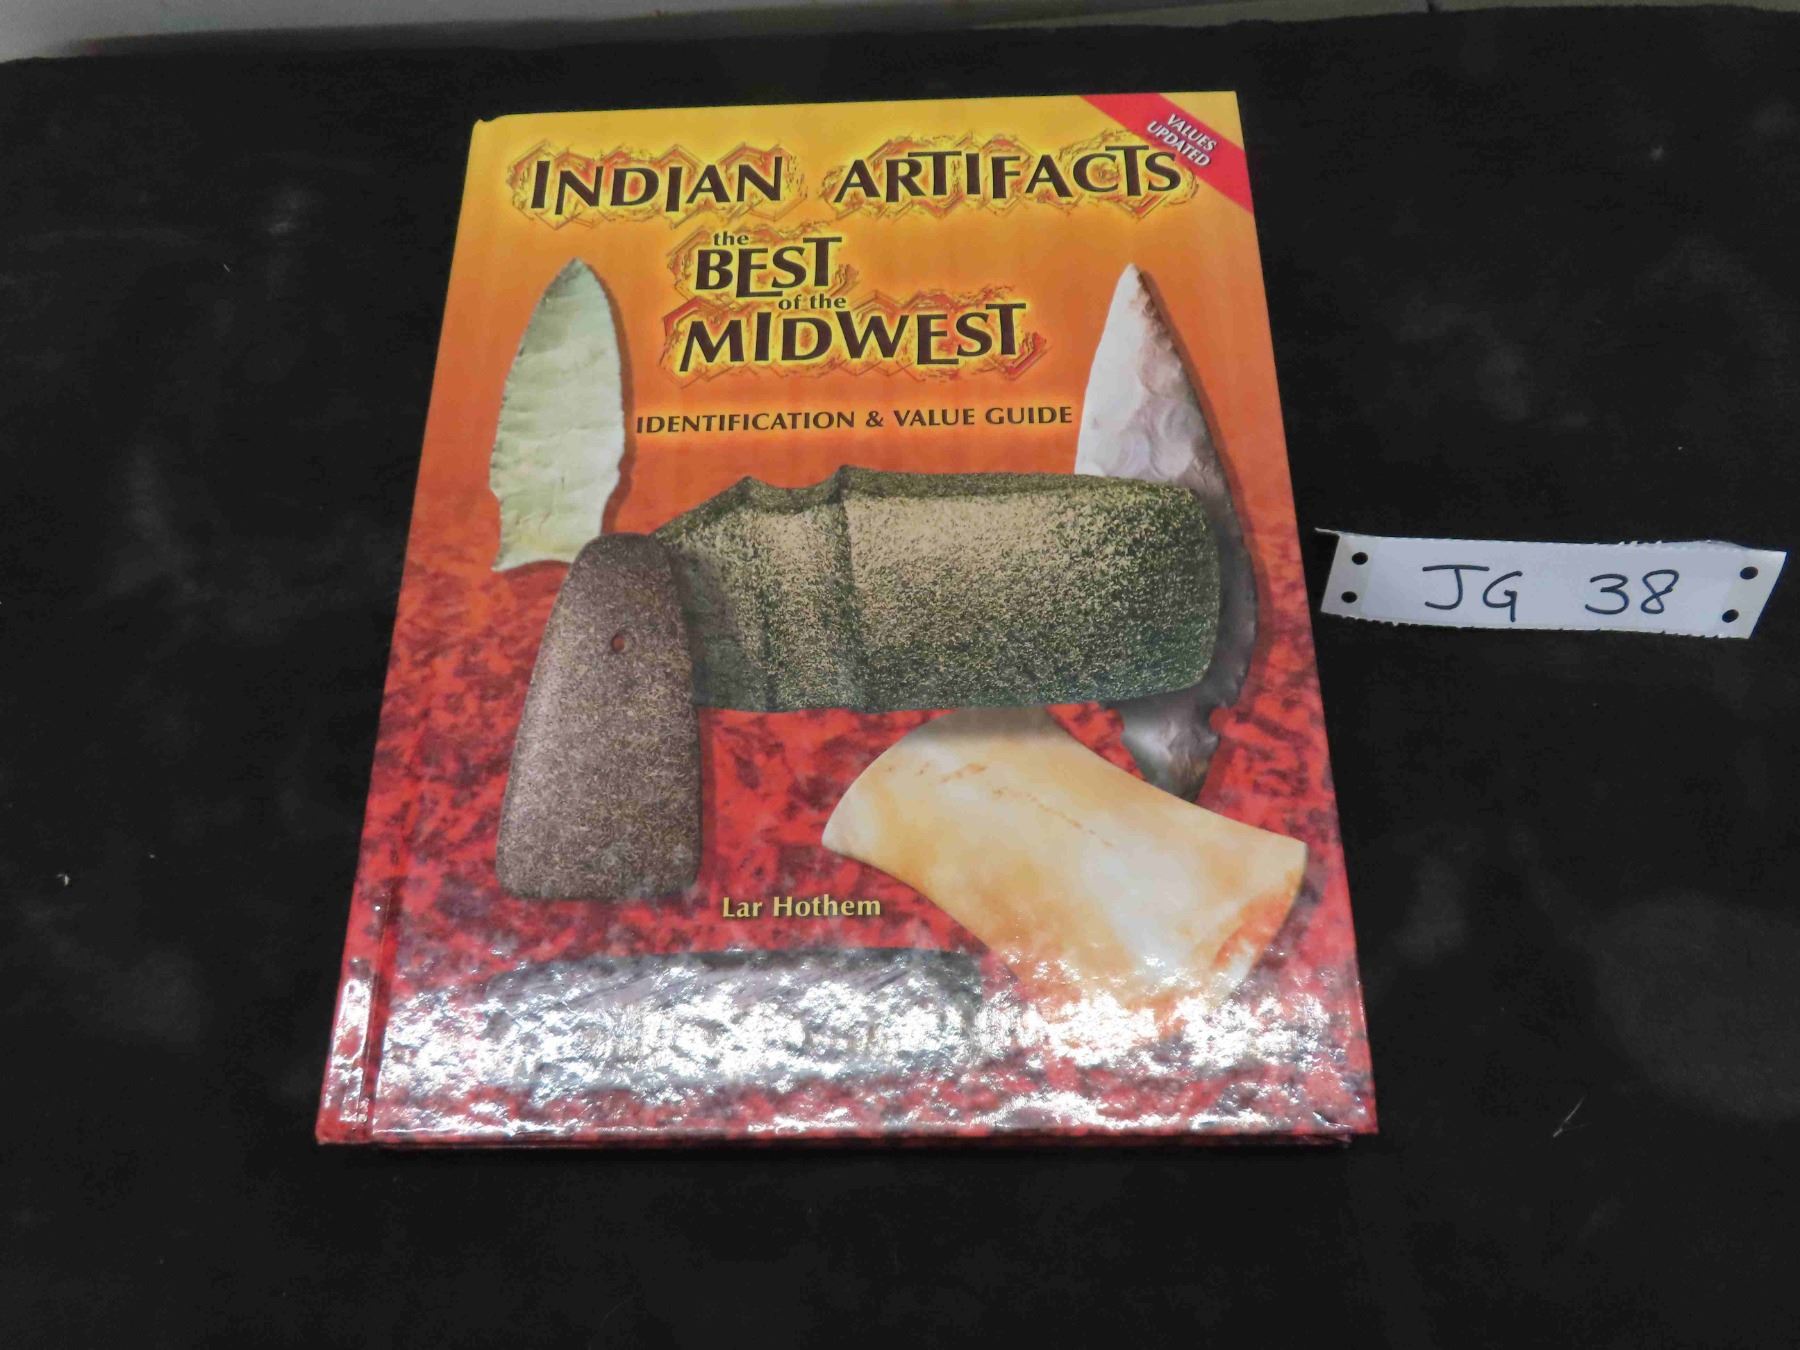 VALUES
UPDATED
INDIAN ARTIFACTS
the
BEST
of the
MIDWEST
IDENTIFICATION & VALUE GUIDE
Lar Hothem
JG 38